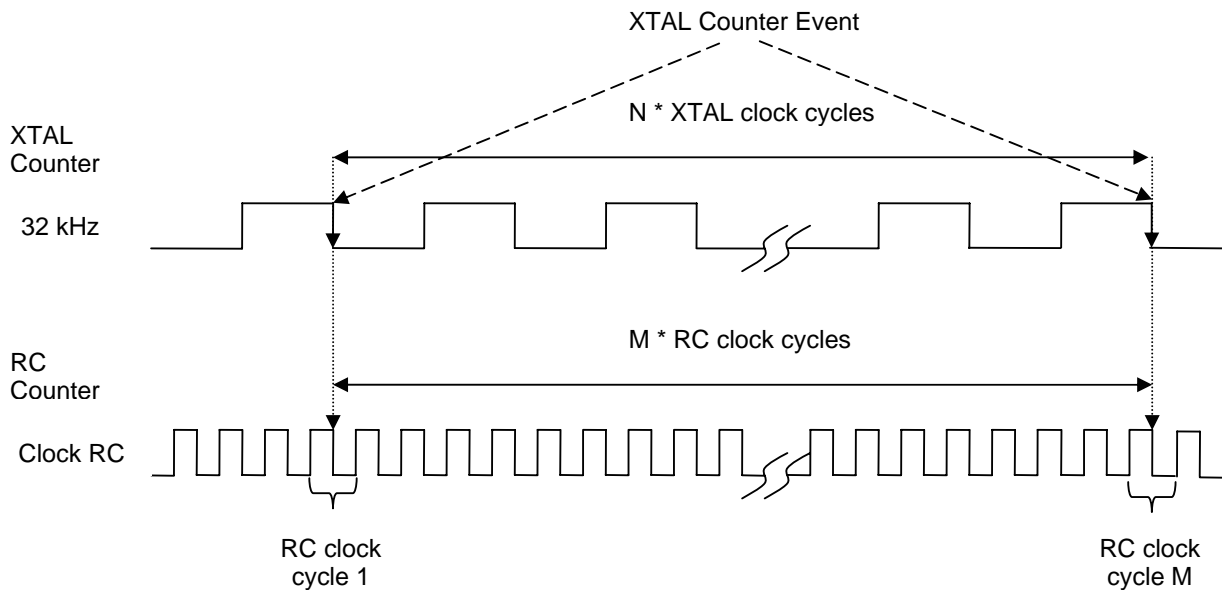 XTAL Counter Event
N * XTAL clock cycles
XTAL
Counter
32 kHz
M * RC clock cycles
RC
Counter
Clock RC
RC clock
cycle 1
RC clock
cycle M